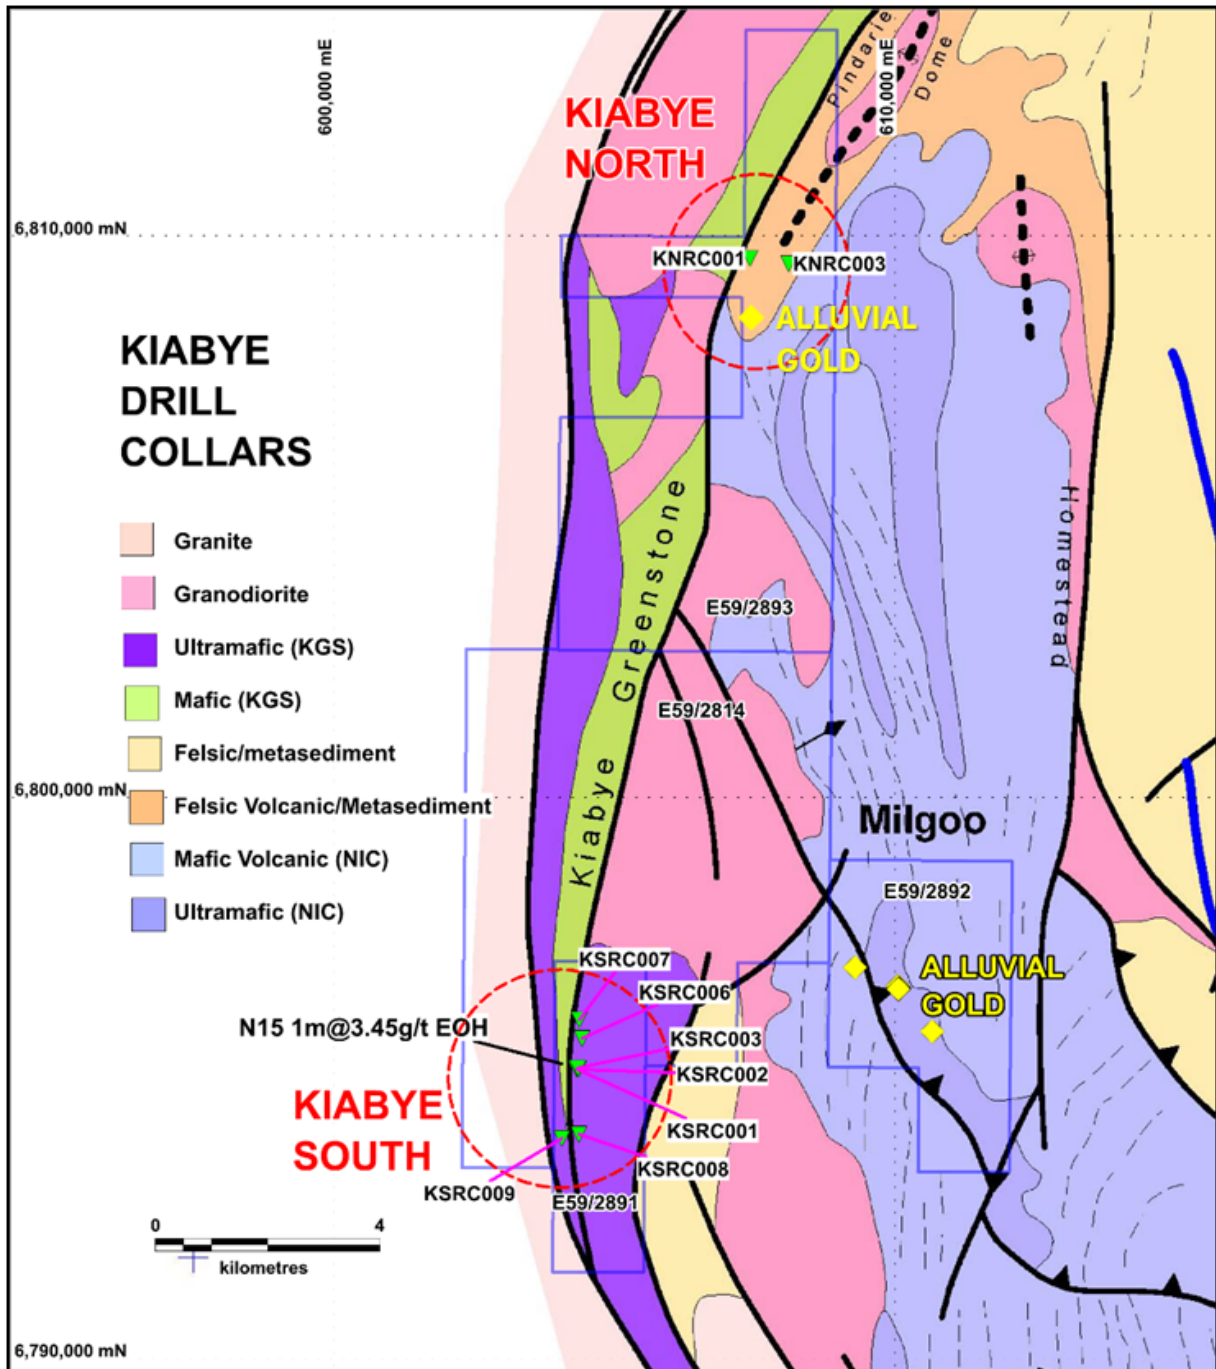 600,000 mE
610,000 mE
Pindarie
Dome
KIABYE
NORTH
6,810,000 mN
KNRC001
KNRC003
ALLUVIAL
GOLD
KIABYE
DRILL
COLLARS
Granite
Granodiorite
Ultramafic (KGS)
Mafic (KGS)
Felsic/metasediment
Felsic Volcanic/Metasediment
Mafic Volcanic (NIC)
Ultramafic (NIC)
Kiabye Greenstone
Homestead
E59/2893
E59/2814
6,800,000 mN
Milgoo
E59/2892
ALLUVIAL
GOLD
KSRC007
KSRC006
N15 1m@3.45g/t EOH
KSRC003
KSRC002
KSRC001
KIABYE
SOUTH
KSRC008
KSRC009
E59/2891
0 4
kilometres
6,790,000 mN